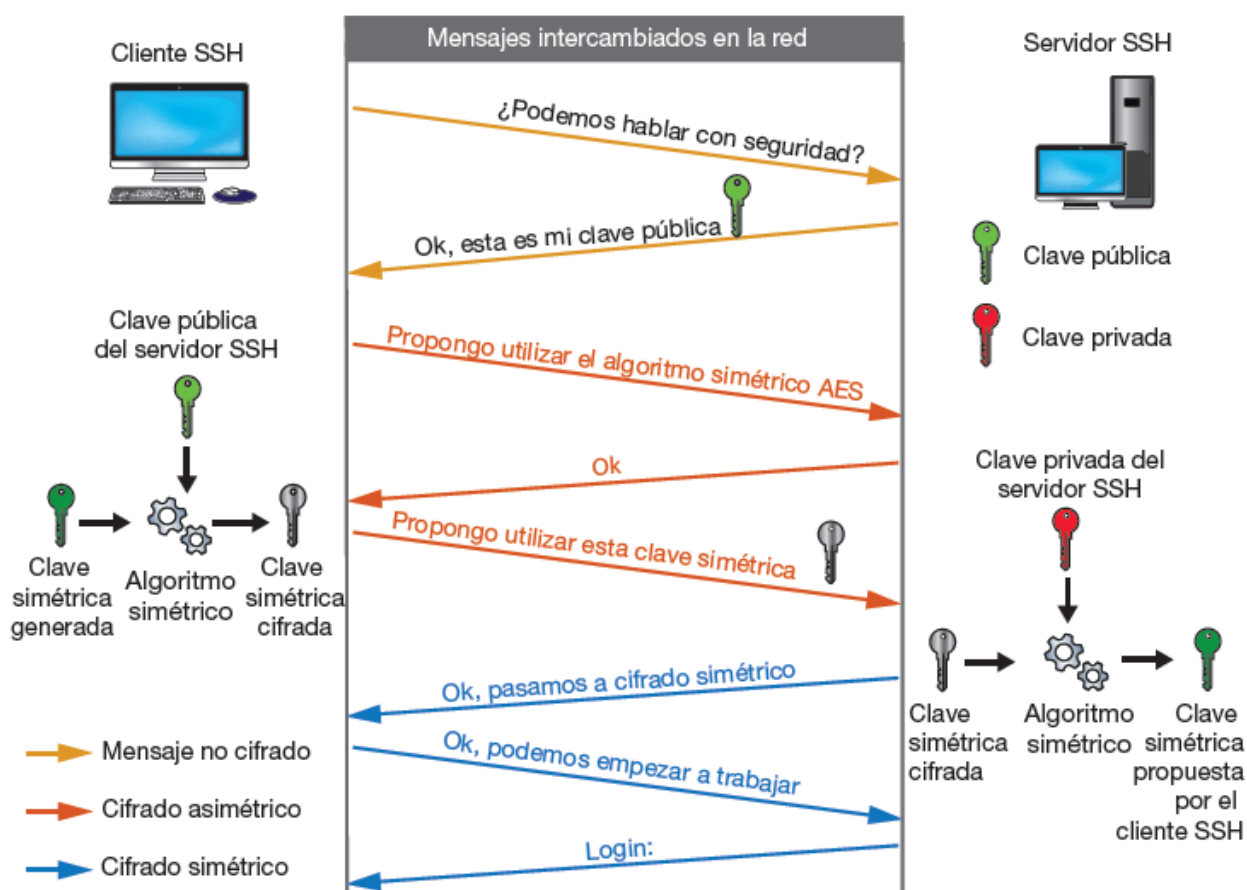 Mensajes intercambiados en la red
Cliente SSH
Servidor SSH
¿Podemos hablar con seguridad?
Ok, esta es mi clave pública
Clave pública
Clave privada
Clave pública
del servidor SSH
Propongo utilizar el algoritmo simétrico AES
Ok
Clave privada del
servidor SSH
Propongo utilizar esta clave simétrica
Clave
simétrica
generada
Algoritmo
simétrico
Clave
simétrica
cifrada
Ok, pasamos a cifrado simétrico
Clave
simétrica
cifrada
Algoritmo
simétrico
Clave
simétrica
propuesta
por el
cliente SSH
Ok, podemos empezar a trabajar
Login:
Mensaje no cifrado
Cifrado asimétrico
Cifrado simétrico